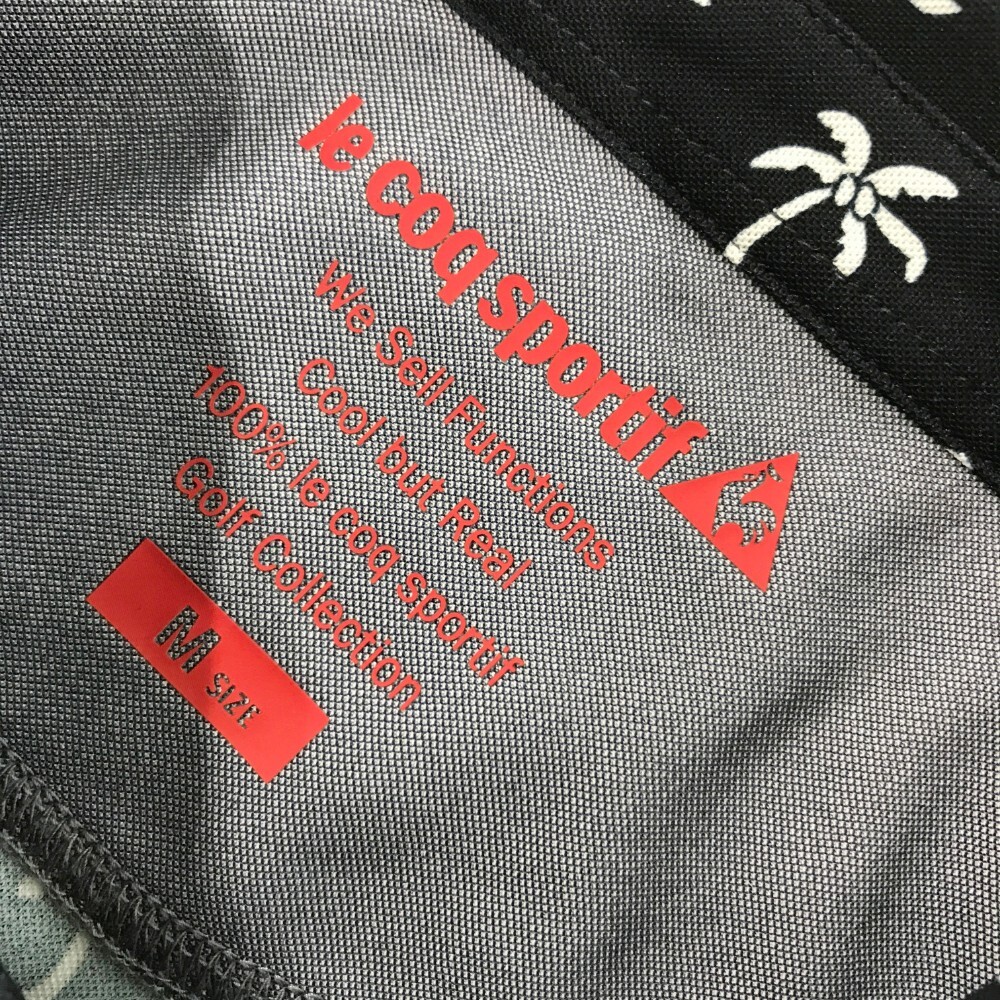 le coq sportif
We Sell Functions
Cool but Real
100% le coq sportif
Golf Collection
M SIZE